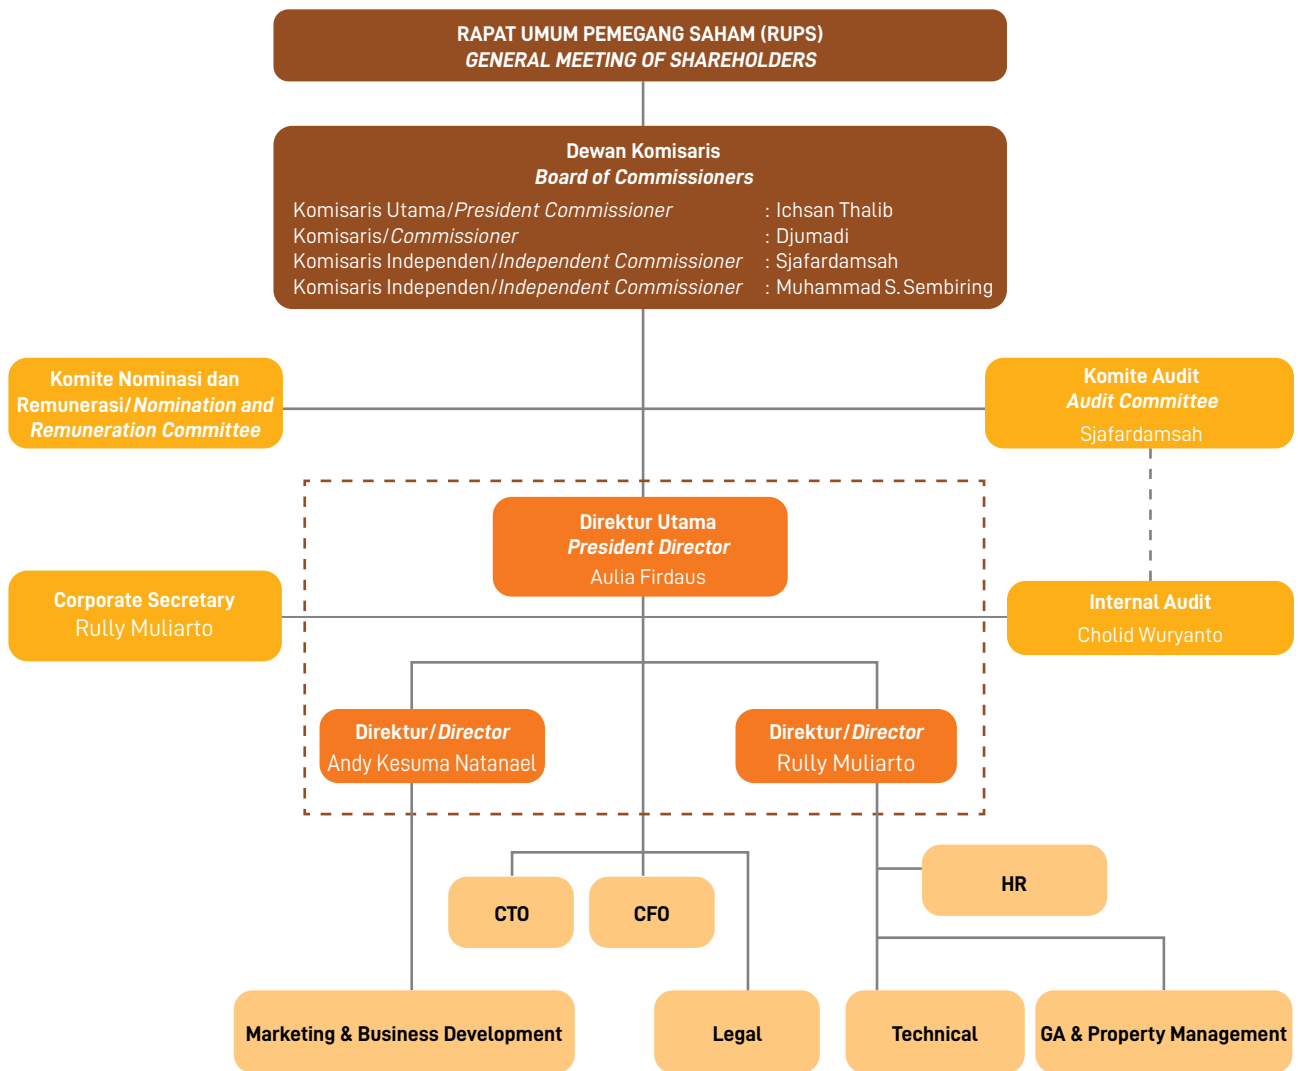 RAPAT UMUM PEMEGANG SAHAM (RUPS)
GENERAL MEETING OF SHAREHOLDERS
Dewan Komisaris
Board of Commissioners
Komisaris Utama/President Commissioner : Ichsan Thalib
Komisaris/Commissioner : Djumadi
Komisaris Independen/Independent Commissioner : Sjafardamsah
Komisaris Independen/Independent Commissioner : Muhammad S. Sembiring
Komite Nominasi dan
Remunerasi/Nomination and
Remuneration Committee
Komite Audit
Audit Committee
Sjafardamsah
Direktur Utama
President Director
Aulia Firdaus
Corporate Secretary
Rully Muliarto
Internal Audit
Cholid Wuryanto
Direktur/Director
Andy Kesuma Natanael
Direktur/Director
Rully Muliarto
CTO
CFO
HR
Marketing & Business Development
Legal
Technical
GA & Property Management